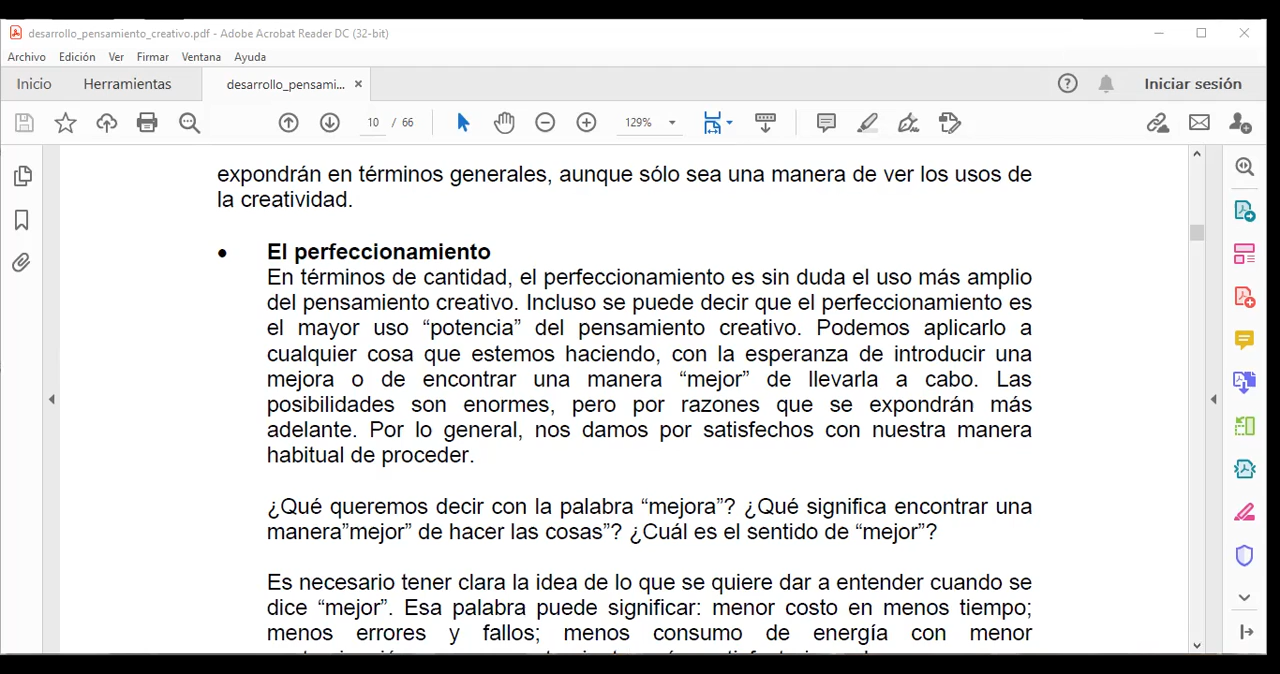 desarrollo_pensamiento_creativo.pdf - Adobe Acrobat Reader DC (32-bit)
Archivo Edición Ver Firmar Ventana Ayuda
Inicio Herramientas desarrollo_pensami... × Iniciar sesión
10 / 66 129%
expondrán en términos generales, aunque sólo sea una manera de ver los usos de
la creatividad.
• El perfeccionamiento
En términos de cantidad, el perfeccionamiento es sin duda el uso más amplio
del pensamiento creativo. Incluso se puede decir que el perfeccionamiento es
el mayor uso “potencia” del pensamiento creativo. Podemos aplicarlo a
cualquier cosa que estemos haciendo, con la esperanza de introducir una
mejora o de encontrar una manera “mejor” de llevarla a cabo. Las
posibilidades son enormes, pero por razones que se expondrán más
adelante. Por lo general, nos damos por satisfechos con nuestra manera
habitual de proceder.
¿Qué queremos decir con la palabra “mejora”? ¿Qué significa encontrar una
manera”mejor” de hacer las cosas”? ¿Cuál es el sentido de “mejor”?
Es necesario tener clara la idea de lo que se quiere dar a entender cuando se
dice “mejor”. Esa palabra puede significar: menor costo en menos tiempo;
menos errores y fallos; menos consumo de energía con menor